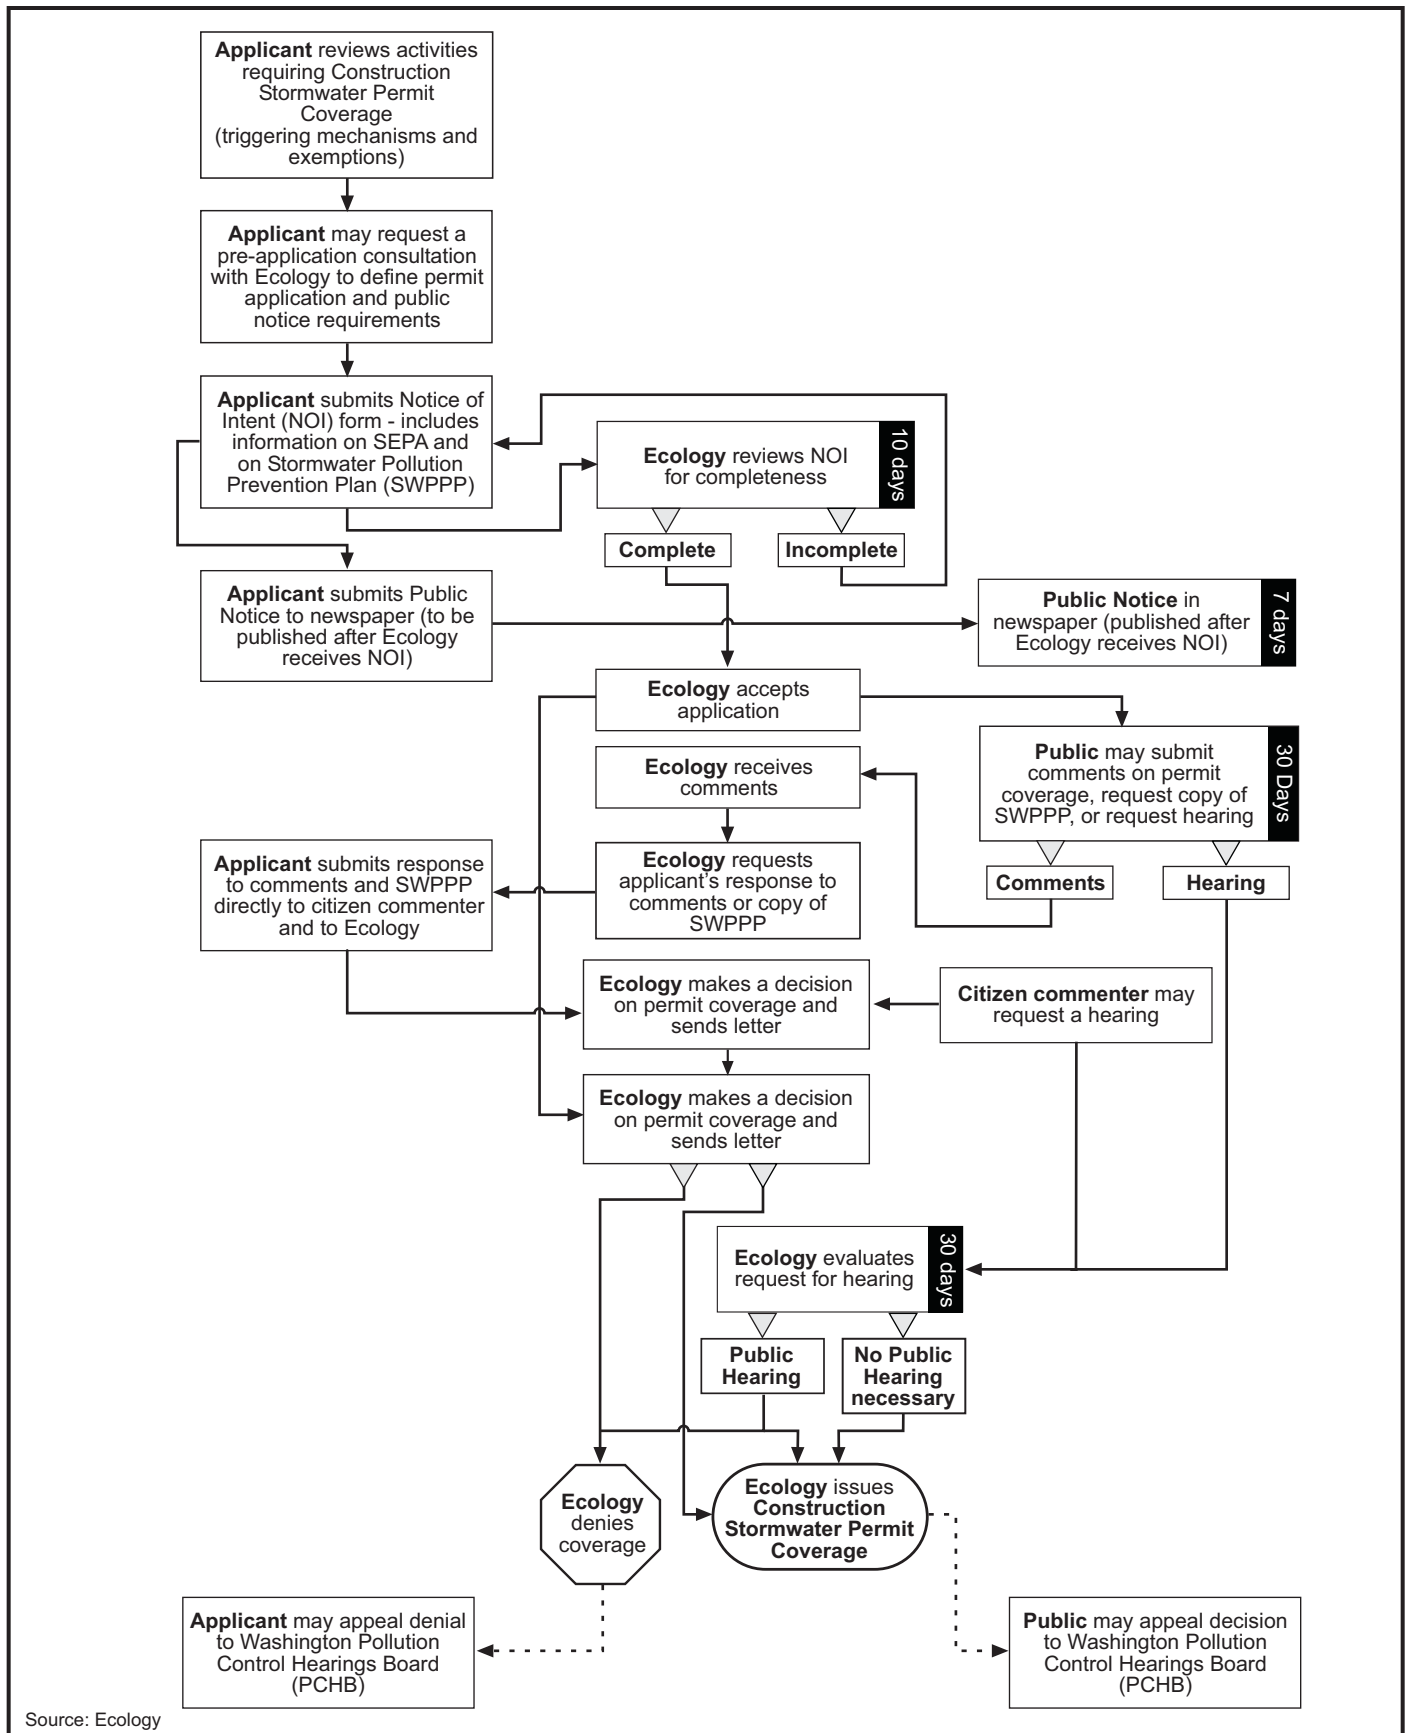 Applicant reviews activities
requiring Construction
Stormwater Permit
Coverage
(triggering mechanisms and
exemptions)
Applicant may request a
pre-application consultation
with Ecology to define permit
application and public
notice requirements
Applicant submits Notice of
Intent (NOI) form - includes
information on SEPA and
on Stormwater Pollution
Prevention Plan (SWPPP)
Ecology reviews NOI
for completeness
10 days
Complete
Incomplete
Applicant submits Public
Notice to newspaper (to be
published after Ecology
receives NOI)
Public Notice in
newspaper (published after
Ecology receives NOI)
7 days
Ecology accepts
application
Public may submit
comments on permit
coverage, request copy of
SWPPP, or request hearing
30 Days
Comments
Hearing
Ecology receives
comments
Ecology requests
applicant's response to
comments or copy of
SWPPP
Applicant submits response
to comments and SWPPP
directly to citizen commenter
and to Ecology
Ecology makes a decision
on permit coverage and
sends letter
Citizen commenter may
request a hearing
Ecology makes a decision
on permit coverage and
sends letter
Ecology evaluates
request for hearing
30 days
Public
Hearing
No Public
Hearing
necessary
Ecology
denies
coverage
Ecology issues
Construction
Stormwater Permit
Coverage
Applicant may appeal denial
to Washington Pollution
Control Hearings Board
(PCHB)
Public may appeal decision
to Washington Pollution
Control Hearings Board
(PCHB)
Source: Ecology